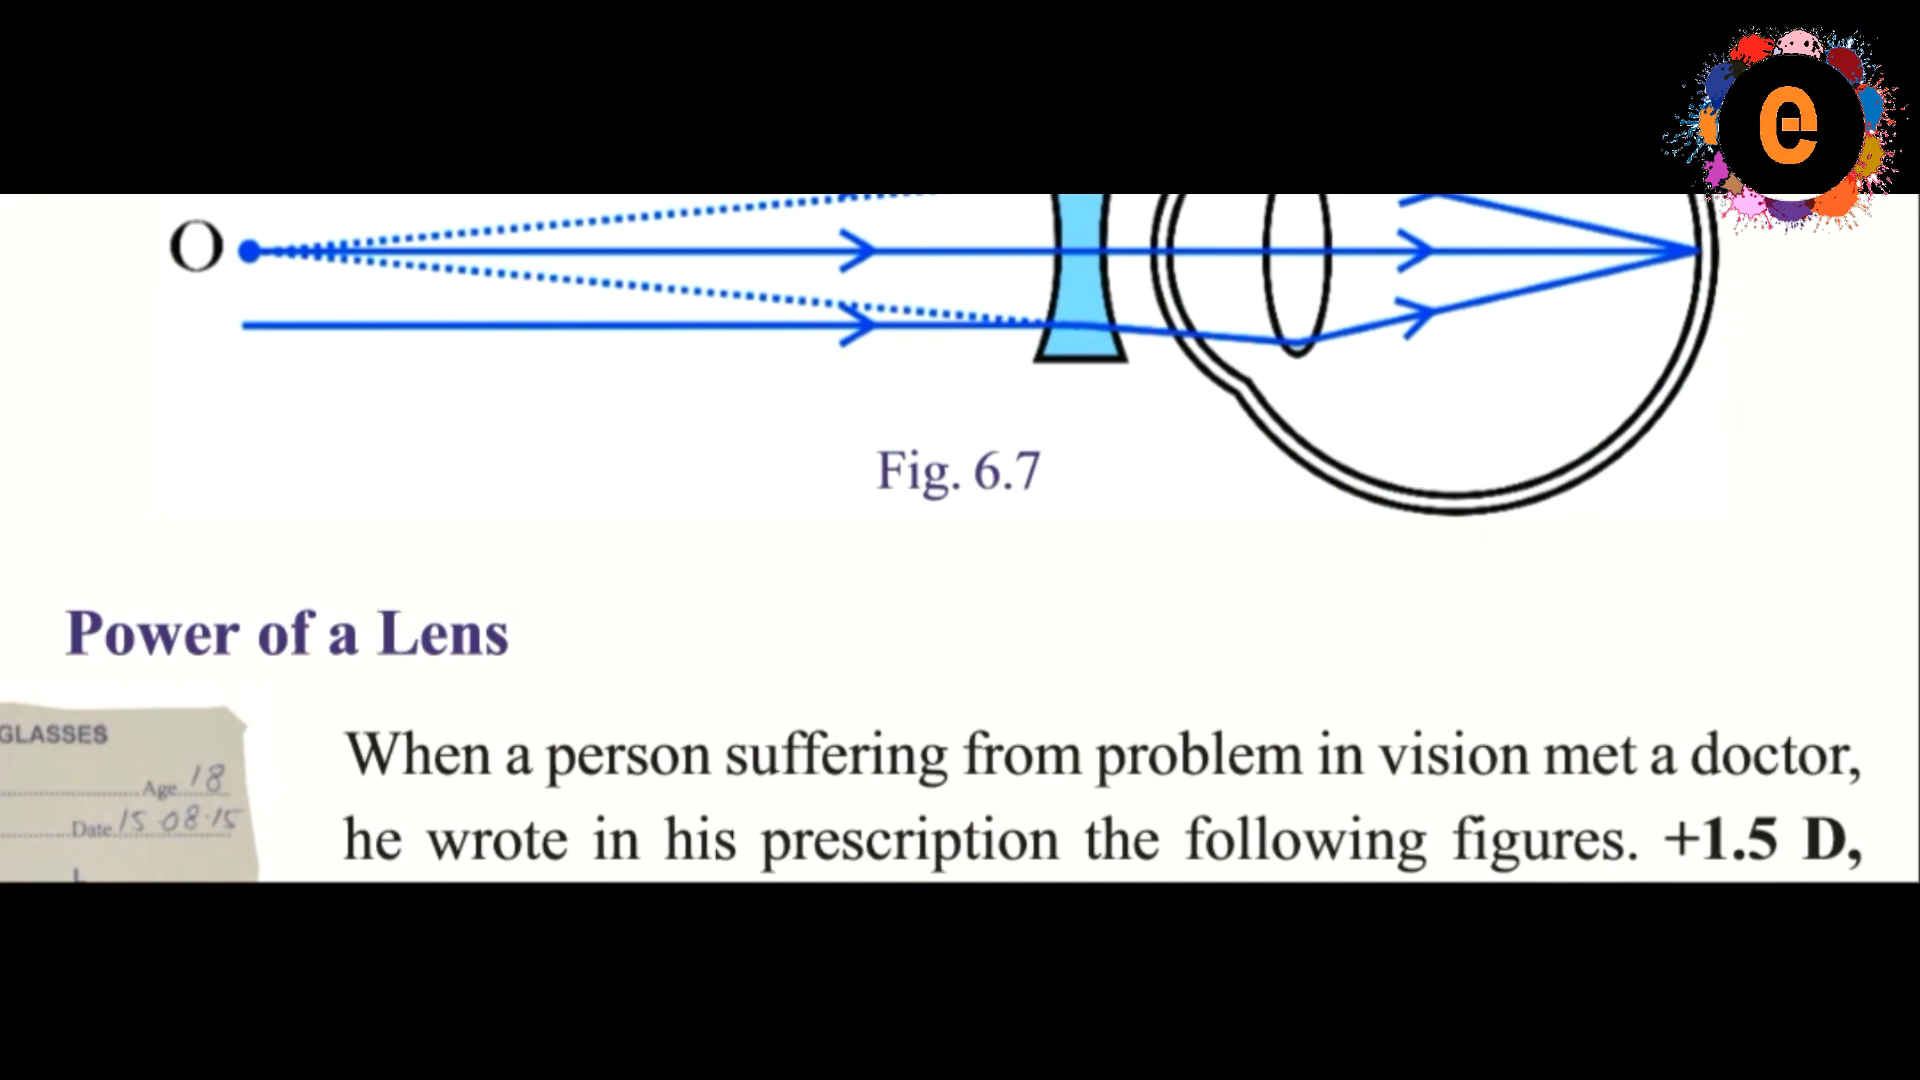 e
O
Fig. 6.7
Power of a Lens
GLASSES
Age 18
Date 15·08·15
L
When a person suffering from problem in vision met a doctor,
he wrote in his prescription the following figures. +1.5 D,